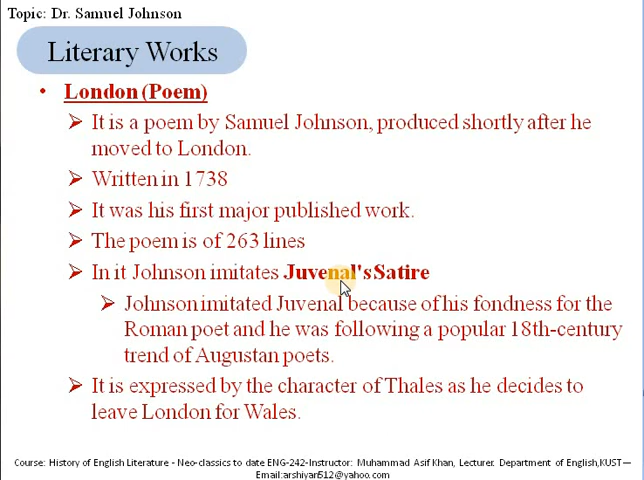 Topic: Dr. Samuel Johnson
Literary Works
• London (Poem)
➢ It is a poem by Samuel Johnson, produced shortly after he
moved to London.
➢ Written in 1738
➢ It was his first major published work.
➢ The poem is of 263 lines
➢ In it Johnson imitates Juvenal'sSatire
➢ Johnson imitated Juvenal because of his fondness for the
Roman poet and he was following a popular 18th-century
trend of Augustan poets.
➢ It is expressed by the character of Thales as he decides to
leave London for Wales.
Course: History of English Literature - Neo-classics to date ENG-242-Instructor: Muhammad Asif Khan, Lecturer. Department of English,KUST—
Email:arshiyan512@yahoo.com